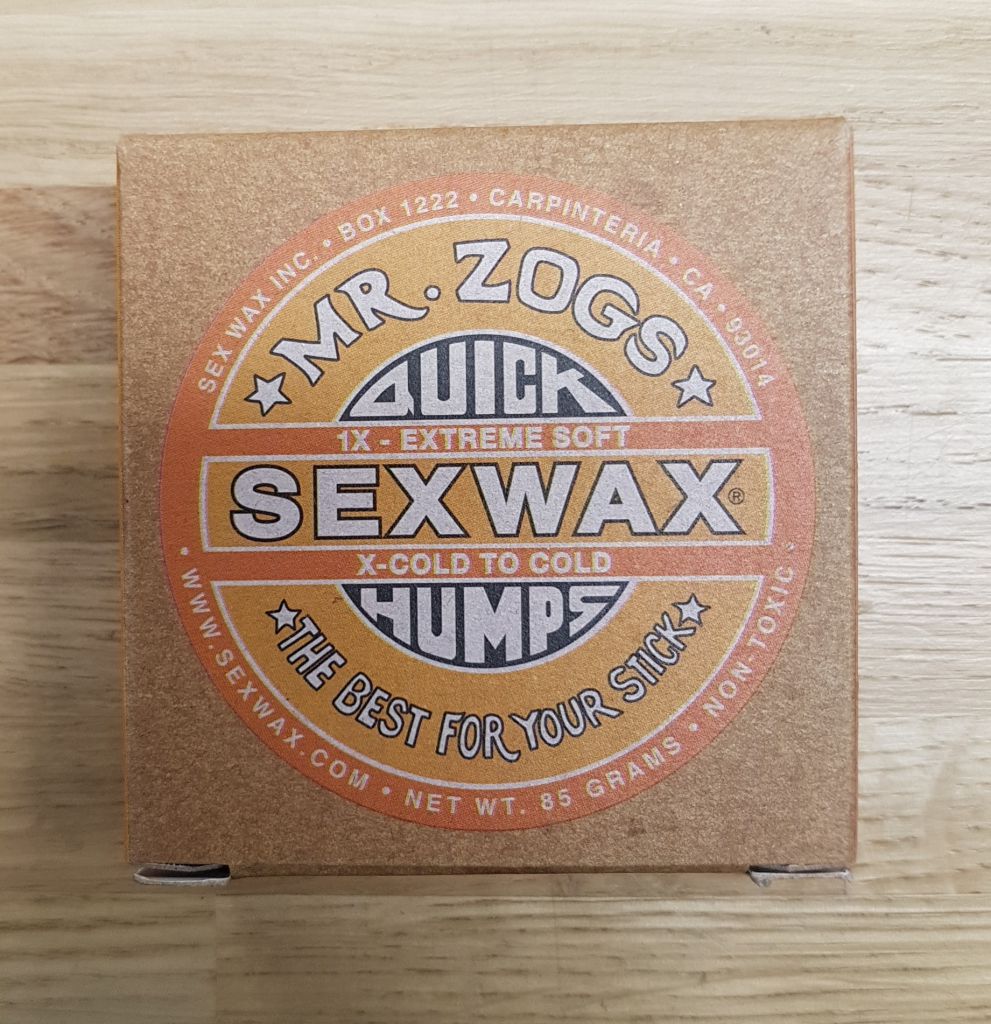 SEX WAX INC. • BOX 1222 • CARPINTERIA • CA • 93014
MR. ZOGS
QUICK
1X - EXTREME SOFT
SEXWAX®
X-COLD TO COLD
HUMPS
THE BEST FOR YOUR STICK
• WWW.SEXWAX.COM • NET WT. 85 GRAMS • NON-TOXIC •